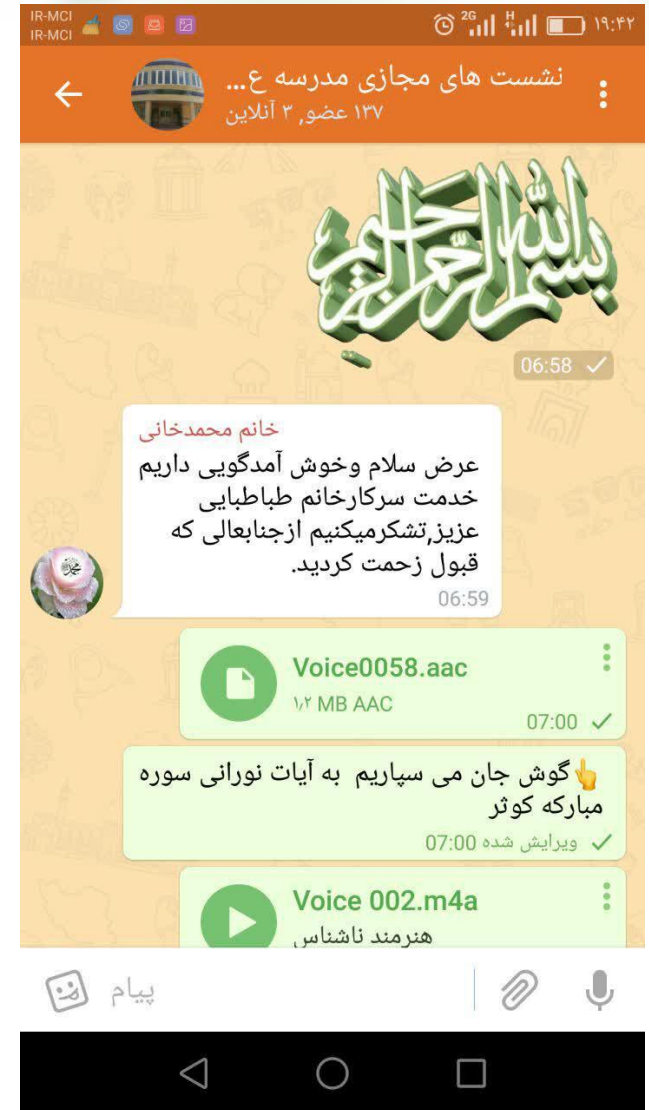 IR-MCI
IR-MCI
2G
H
۱۹:۴۲
نشست های مجازی مدرسه ع...
۱۳۷ عضو, ۳ آنلاین
بسم الله الرحمن الرحیم
06:58
خانم محمدخانی
عرض سلام وخوش آمدگویی داریم
خدمت سرکارخانم طباطبایی
عزیز,تشکرمیکنیم ازجنابعالی که
قبول زحمت کردید.
06:59
Voice0058.aac
۱٫۲ MB AAC
07:00
👆گوش جان می سپاریم به آیات نورانی سوره
مبارکه کوثر
ویرایش شده 07:00
Voice 002.m4a
هنرمند ناشناس
پیام